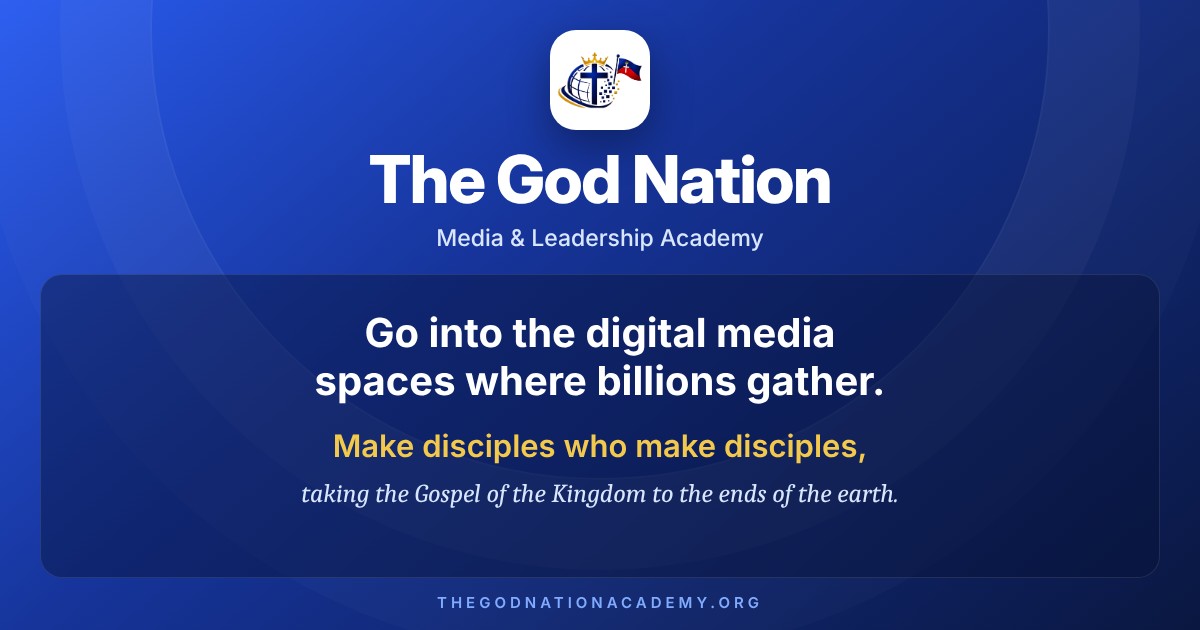 The God Nation
Media & Leadership Academy
Go into the digital media
spaces where billions gather.
Make disciples who make disciples,
taking the Gospel of the Kingdom to the ends of the earth.
THEGODNATIONACADEMY.ORG